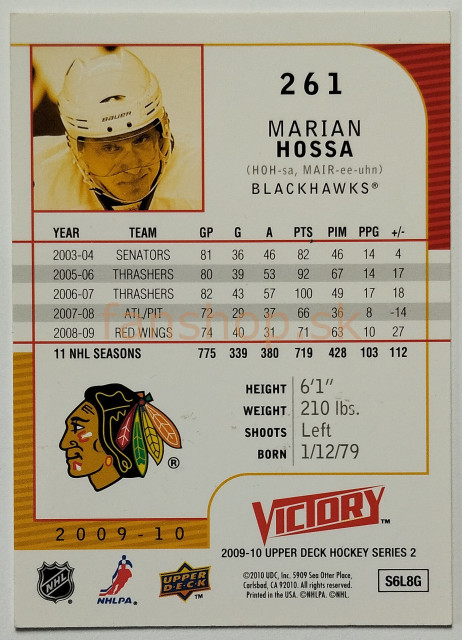 261
BAUER
MARIAN
HOSSA
(HOH-sa, MAIR-ee-uhn)
BLACKHAWKS®
YEAR TEAM GP G A PTS PIM PPG +/-
2003-04 SENATORS 81 36 46 82 46 14 4
2005-06 THRASHERS 80 39 53 92 67 14 17
2006-07 THRASHERS 82 43 57 100 49 17 18
2007-08 ATL/PIT 72 29 37 66 36 8 -14
fanshop.sk
2008-09 RED WINGS 74 40 31 71 63 10 27
11 NHL SEASONS 775 339 380 719 428 103 112
HEIGHT 6'1"
WEIGHT 210 lbs.
SHOOTS Left
BORN 1/12/79
®
VICTORY™
2009-10
2009-10 UPPER DECK HOCKEY SERIES 2
NHL
NHLPA.
UPPER DECK™
©2010 UDC, Inc. 5909 Sea Otter Place,
Carlsbad, CA 92010. All rights reserved.
Printed in the USA. ©NHLPA. ©NHL.
S6L8G